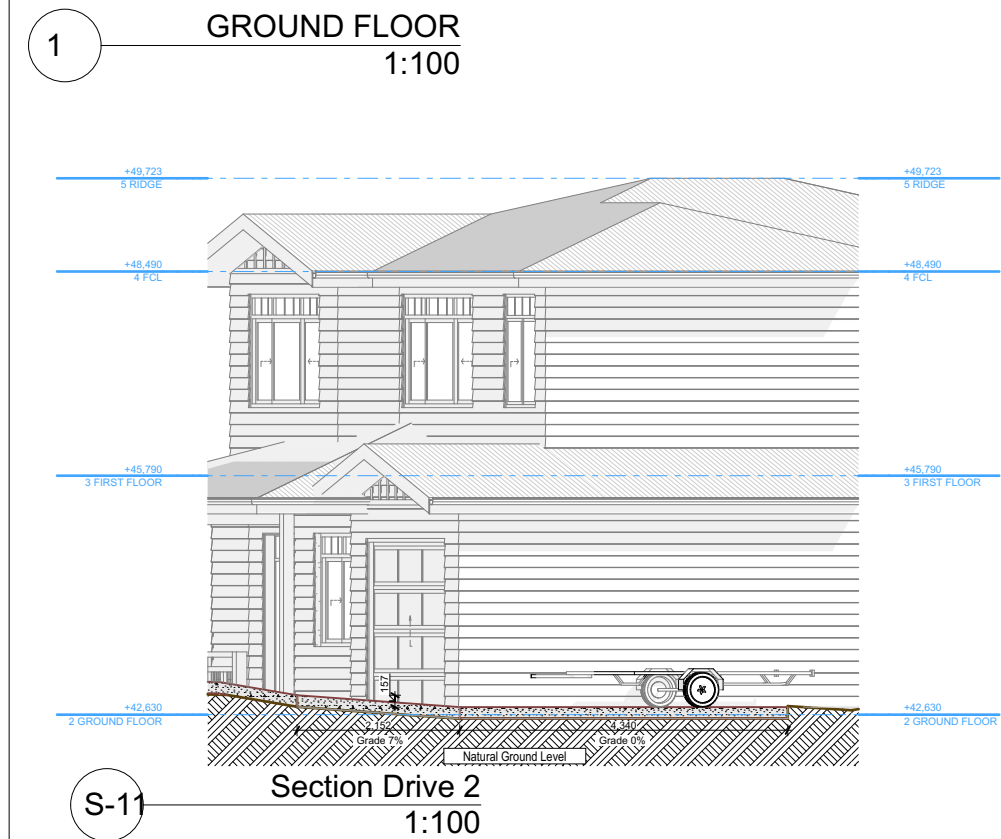 1
GROUND FLOOR
1:100
+49,723
5 RIDGE
+49,723
5 RIDGE
+48,490
4 FCL
+48,490
4 FCL
+45,790
3 FIRST FLOOR
+45,790
3 FIRST FLOOR
L
157
+42,630
2 GROUND FLOOR
+42,630
2 GROUND FLOOR
2,152
Grade 7%
4,340
Grade 0%
Natural Ground Level
S-11
Section Drive 2
1:100